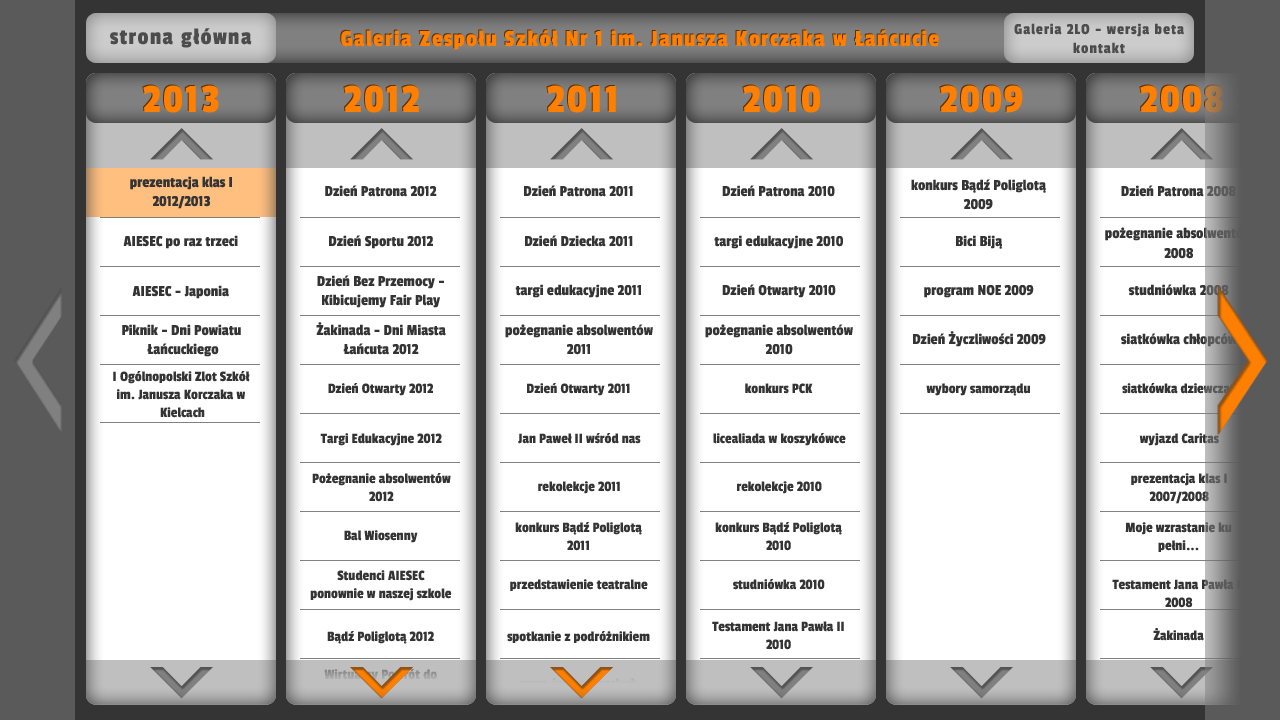 strona główna
Galeria Zespołu Szkół Nr 1 im. Janusza Korczaka w Łańcucie
Galeria 2LO - wersja beta
kontakt
2013
prezentacja klas I
2012/2013
AIESEC po raz trzeci
AIESEC - Japonia
Piknik - Dni Powiatu
Łańcuckiego
I Ogólnopolski Zlot Szkół
im. Janusza Korczaka w
Kielcach
2012
Dzień Patrona 2012
Dzień Sportu 2012
Dzień Bez Przemocy -
Kibicujemy Fair Play
Żakinada - Dni Miasta
Łańcuta 2012
Dzień Otwarty 2012
Targi Edukacyjne 2012
Pożegnanie absolwentów
2012
Bal Wiosenny
Studenci AIESEC
ponownie w naszej szkole
Bądź Poliglotą 2012
do
2011
Dzień Patrona 2011
Dzień Dziecka 2011
targi edukacyjne 2011
pożegnanie absolwentów
2011
Dzień Otwarty 2011
Jan Paweł II wśród nas
rekolekcje 2011
konkurs Bądź Poliglotą
2011
przedstawienie teatralne
spotkanie z podróżnikiem
2010
Dzień Patrona 2010
targi edukacyjne 2010
Dzień Otwarty 2010
pożegnanie absolwentów
2010
konkurs PCK
licealiada w koszykówce
rekolekcje 2010
konkurs Bądź Poliglotą
2010
studniówka 2010
Testament Jana Pawła II
2010
2009
konkurs Bądź Poliglotą
2009
Bici Biją
program NOE 2009
Dzień Życzliwości 2009
wybory samorządu
2008
Dzień Patrona 2008
pożegnanie absolwentów
2008
studniówka 2008
siatkówka chłopców
siatkówka dziewcząt
wyjazd Caritas
prezentacja klas I
2007/2008
Moje wzrastanie ku
pełni...
Testament Jana Pawła
2008
Żakinada